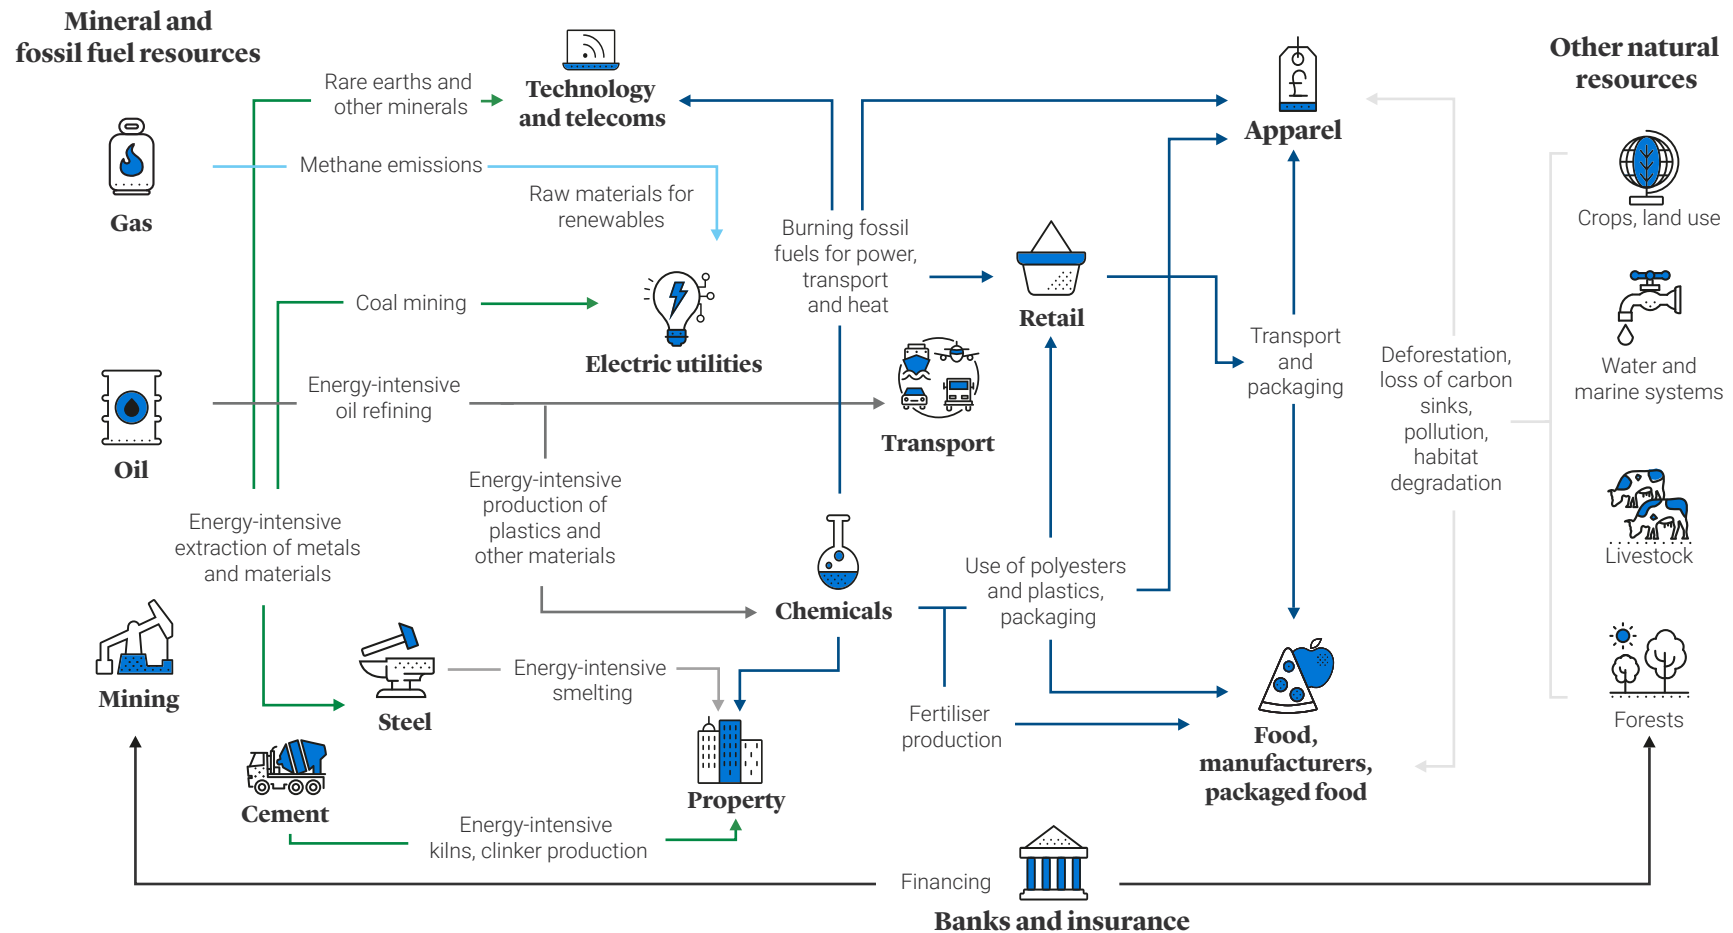 Mineral and
fossil fuel resources
Other natural
resources
Rare earths and
other minerals
Technology
and telecoms
Apparel
Gas
Methane emissions
Raw materials for
renewables
Burning fossil
fuels for power,
transport
and heat
Crops, land use
Coal mining
Electric utilities
Retail
Transport
and
packaging
Deforestation,
loss of carbon
sinks,
pollution,
habitat
degradation
Water and
marine systems
Oil
Energy-intensive
oil refining
Transport
Energy-intensive
production of
plastics and
other materials
Energy-intensive
extraction of metals
and materials
Chemicals
Use of polyesters
and plastics,
packaging
Livestock
Mining
Steel
Energy-intensive
smelting
Fertiliser
production
Food,
manufacturers,
packaged food
Forests
Cement
Property
Energy-intensive
kilns, clinker production
Financing
Banks and insurance
£